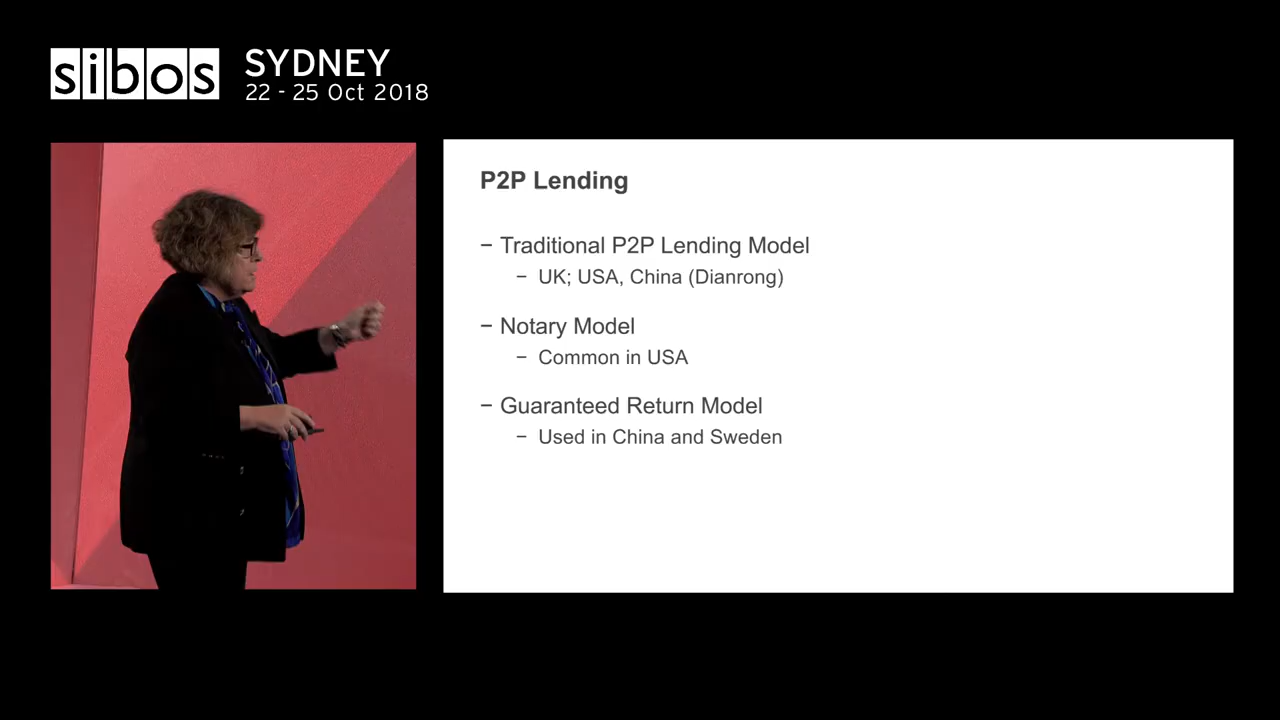 sibos
SYDNEY
22 - 25 Oct 2018
P2P Lending
− Traditional P2P Lending Model
− UK; USA, China (Dianrong)
− Notary Model
− Common in USA
− Guaranteed Return Model
− Used in China and Sweden